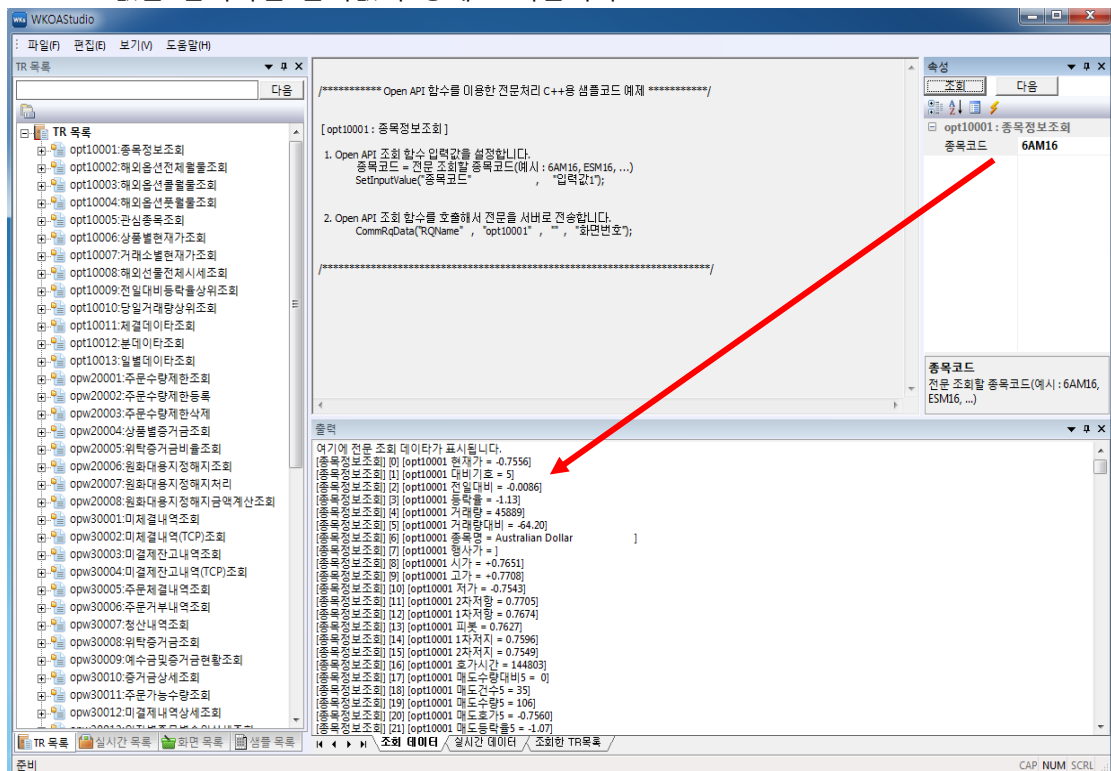 WKOAStudio
파일(F) 편집(E) 보기(V) 도움말(H)
TR 목록
다음
TR 목록
opt10001:종목정보조회
opt10002:해외옵션전체월물조회
opt10003:해외옵션콜월물조회
opt10004:해외옵션풋월물조회
opt10005:관심종목조회
opt10006:상품별현재가조회
opt10007:거래소별현재가조회
opt10008:해외선물전체시세조회
opt10009:전일대비등락율상위조회
opt10010:당일거래량상위조회
opt10011:체결데이타조회
opt10012:분데이타조회
opt10013:일별데이타조회
opw20001:주문수량제한조회
opw20002:주문수량제한등록
opw20003:주문수량제한삭제
opw20004:상품별증거금조회
opw20005:위탁증거금비율조회
opw20006:원화대용지정해지조회
opw20007:원화대용지정해지처리
opw20008:원화대용지정해지금액계산조회
opw30001:미체결내역조회
opw30002:미체결내역(TCP)조회
opw30003:미결제잔고내역조회
opw30004:미결제잔고내역(TCP)조회
opw30005:주문체결내역조회
opw30006:주문거부내역조회
opw30007:청산내역조회
opw30008:위탁증거금조회
opw30009:예수금및증거금현황조회
opw30010:증거금상세조회
opw30011:주문가능수량조회
opw30012:미결제내역상세조회
TR 목록 실시간 목록 화면 목록 샘플 목록
준비
/*********** Open API 함수를 이용한 전문처리 C++용 샘플코드 예제 ***********/
[ opt10001 : 종목정보조회 ]
1. Open API 조회 함수 입력값을 설정합니다.
종목코드 = 전문 조회할 종목코드(예시 : 6AM16, ESM16, ...)
SetInputValue("종목코드" , "입력값1");
2. Open API 조회 함수를 호출해서 전문을 서버로 전송합니다.
CommRqData("RQName" , "opt10001" , "" , "화면번호");
/***************************************************************************/
속성
조회 다음
opt10001 : 종목정보조회
종목코드 6AM16
종목코드
전문 조회할 종목코드(예시 : 6AM16,
ESM16, ...)
출력
여기에 전문 조회 데이타가 표시됩니다.
[종목정보조회] [0] [opt10001 현재가 = -0.7556]
[종목정보조회] [1] [opt10001 대비기호 = 5]
[종목정보조회] [2] [opt10001 전일대비 = -0.0086]
[종목정보조회] [3] [opt10001 등락율 = -1.13]
[종목정보조회] [4] [opt10001 거래량 = 45889]
[종목정보조회] [5] [opt10001 거래량대비 = -64.20]
[종목정보조회] [6] [opt10001 종목명 = Australian Dollar ]
[종목정보조회] [7] [opt10001 행사가 = ]
[종목정보조회] [8] [opt10001 시가 = +0.7651]
[종목정보조회] [9] [opt10001 고가 = +0.7708]
[종목정보조회] [10] [opt10001 저가 = -0.7543]
[종목정보조회] [11] [opt10001 2차저항 = 0.7705]
[종목정보조회] [12] [opt10001 1차저항 = 0.7674]
[종목정보조회] [13] [opt10001 피봇 = 0.7627]
[종목정보조회] [14] [opt10001 1차저지 = 0.7596]
[종목정보조회] [15] [opt10001 2차저지 = 0.7549]
[종목정보조회] [16] [opt10001 호가시간 = 144803]
[종목정보조회] [17] [opt10001 매도수량대비5 = 0]
[종목정보조회] [18] [opt10001 매도건수5 = 35]
[종목정보조회] [19] [opt10001 매도수량5 = 106]
[종목정보조회] [20] [opt10001 매도호가5 = -0.7560]
[종목정보조회] [21] [opt10001 매도등락율5 = -1.07]
조회 데이터 실시간 데이터 조회한 TR목록
CAP NUM SCRL